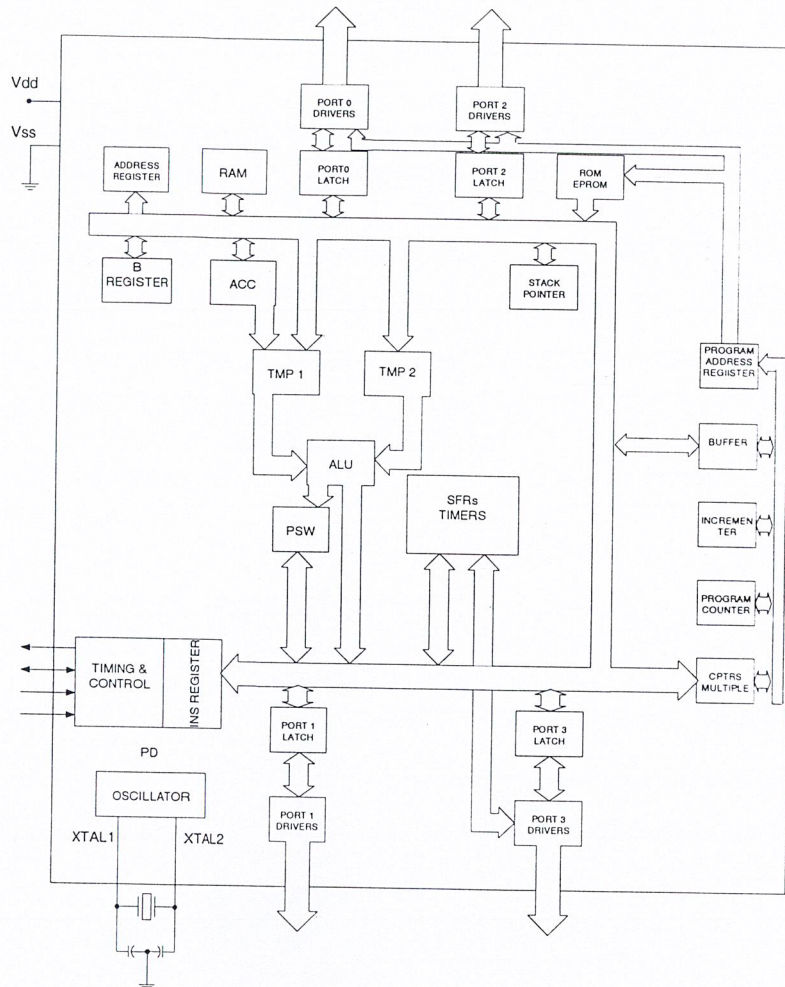 Vdd
Vss
PORT 0
DRIVERS
PORT 2
DRIVERS
ADDRESS
REGISTER
RAM
PORT0
LATCH
PORT 2
LATCH
ROM
EPROM
B
REGISTER
ACC
STACK
POINTER
TMP 1
TMP 2
PROGRAM
ADDRESS
REGIISTER
ALU
BUFFER
PSW
SFRs
TIMERS
INCREMEN
TER
PROGRAM
COUNTER
TIMING &
CONTROL
INS REGISTER
CPTRS
MULTIPLE
PORT 1
LATCH
PORT 3
LATCH
PD
OSCILLATOR
PORT 1
DRIVERS
PORT 3
DRIVERS
XTAL1
XTAL2